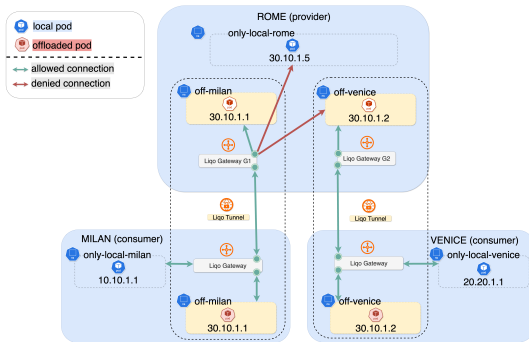 local pod
offloaded pod
allowed connection
denied connection
ROME (provider)
only-local-rome
30.10.1.5
off-milan
30.10.1.1
off-venice
30.10.1.2
Liqo Gateway G1
Liqo Gateway G2
Liqo Tunnel
Liqo Tunnel
MILAN (consumer)
only-local-milan
10.10.1.1
Liqo Gateway
off-milan
30.10.1.1
VENICE (consumer)
only-local-venice
20.20.1.1
Liqo Gateway
off-venice
30.10.1.2